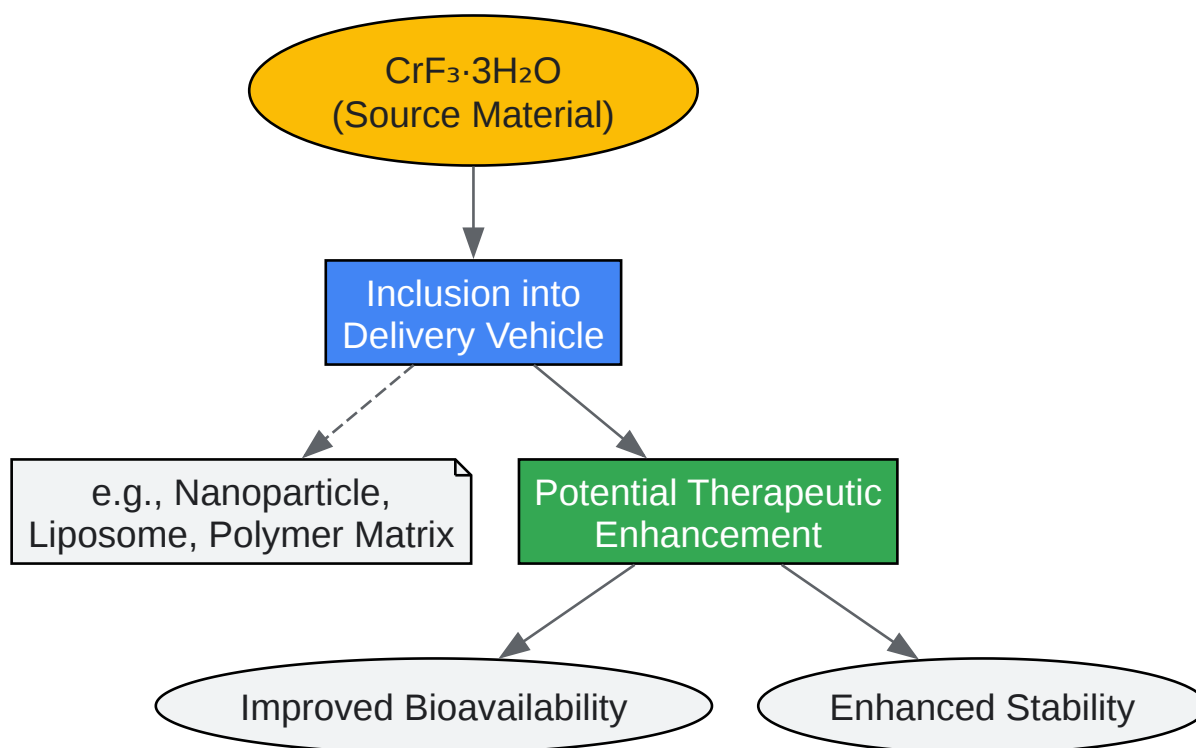 CrF₃·3H₂O
(Source Material)
Inclusion into
Delivery Vehicle
e.g., Nanoparticle,
Liposome, Polymer Matrix
Potential Therapeutic
Enhancement
Improved Bioavailability
Enhanced Stability